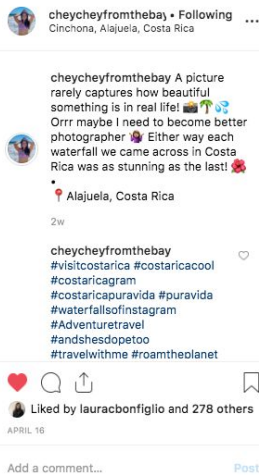 cheycheyfromthebay • Following
Cinchona, Alajuela, Costa Rica
cheycheyfromthebay A picture
rarely captures how beautiful
something is in real life! 📸🌴💦
Orrr maybe I need to become better
photographer 🤷🏽‍♀️ Either way each
waterfall we came across in Costa
Rica was as stunning as the last! 🌺
•
📍Alajuela, Costa Rica
2w
cheycheyfromthebay
#visitcostarica #costaricacool
#costaricagram
#costaricapuravida #puravida
#waterfallsofinstagram
#Adventuretravel
#andshesdopetoo
#travelwithme #roamtheplanet
Liked by lauracbonfiglio and 278 others
APRIL 16
Add a comment...
Post